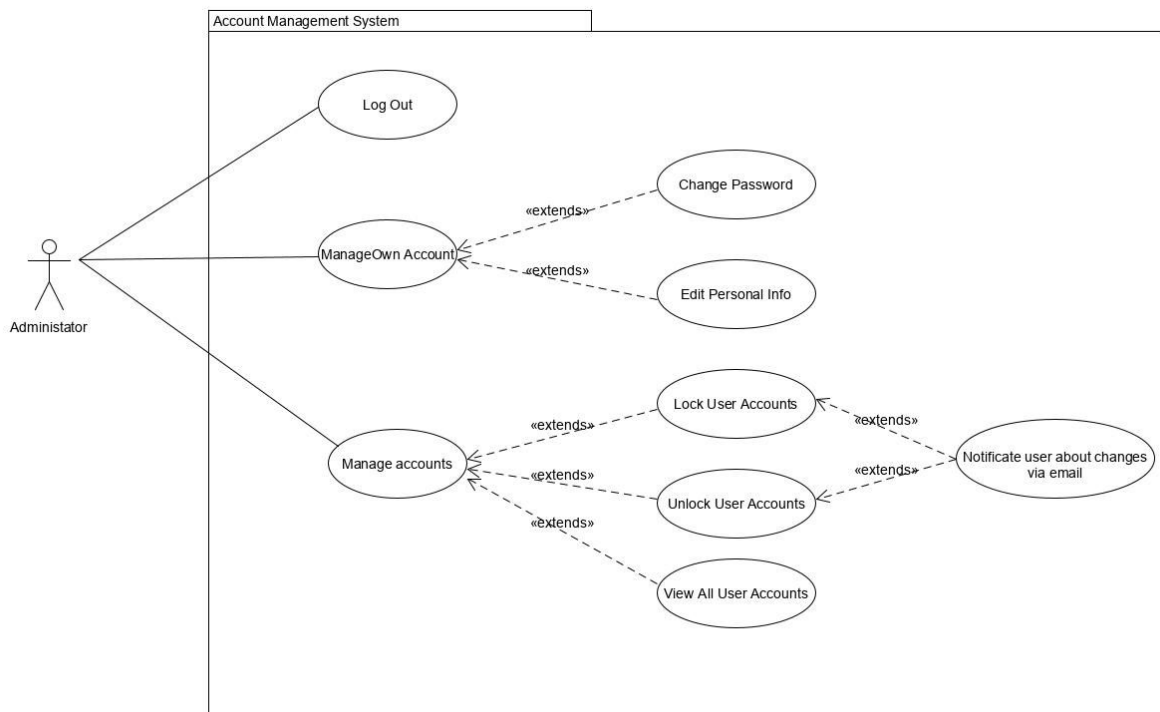 Account Management System
Log Out
Change Password
«extends»
ManageOwn Account
«extends»
Edit Personal Info
Administator
Lock User Accounts
«extends»
«extends»
Manage accounts
Notificate user about changes
via email
«extends»
«extends»
Unlock User Accounts
«extends»
View All User Accounts